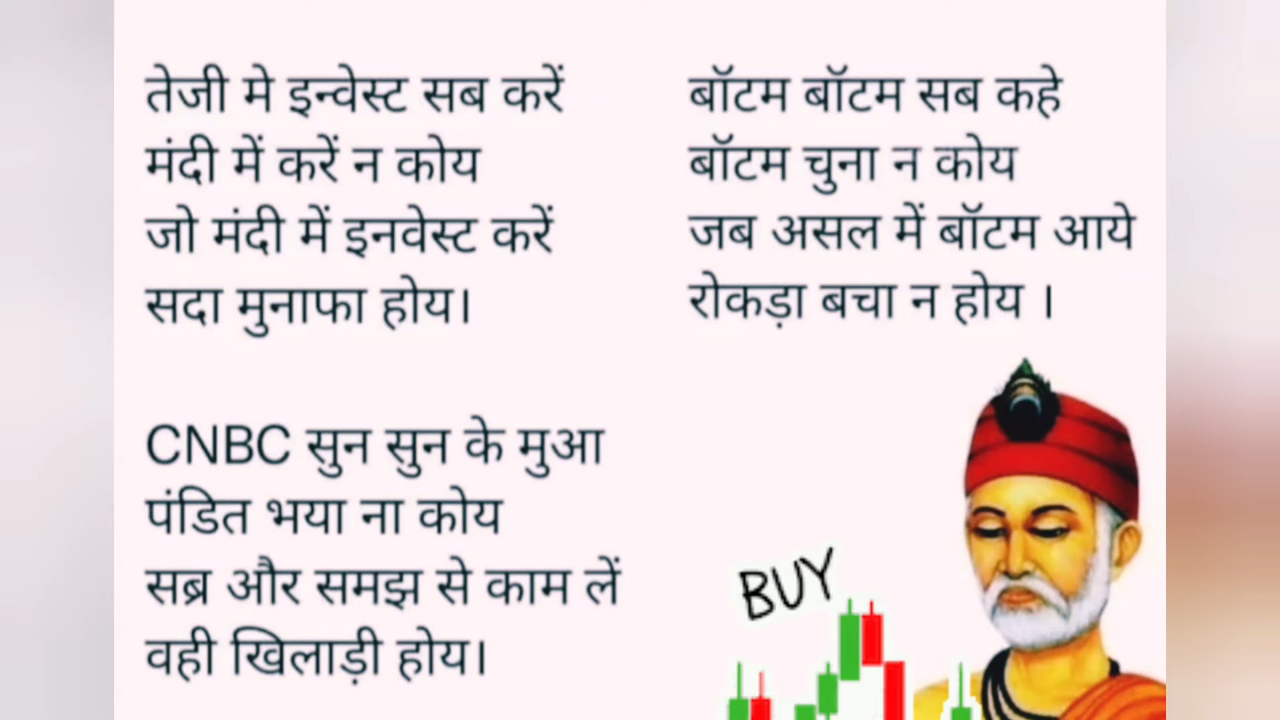 तेजी मे इन्वेस्ट सब करें
मंदी में करें न कोय
जो मंदी में इनवेस्ट करें
सदा मुनाफा होय।
बॉटम बॉटम सब कहे
बॉटम चुना न कोय
जब असल में बॉटम आये
रोकड़ा बचा न होय ।
CNBC सुन सुन के मुआ
पंडित भया ना कोय
सब्र और समझ से काम लें
वही खिलाड़ी होय।
BUY